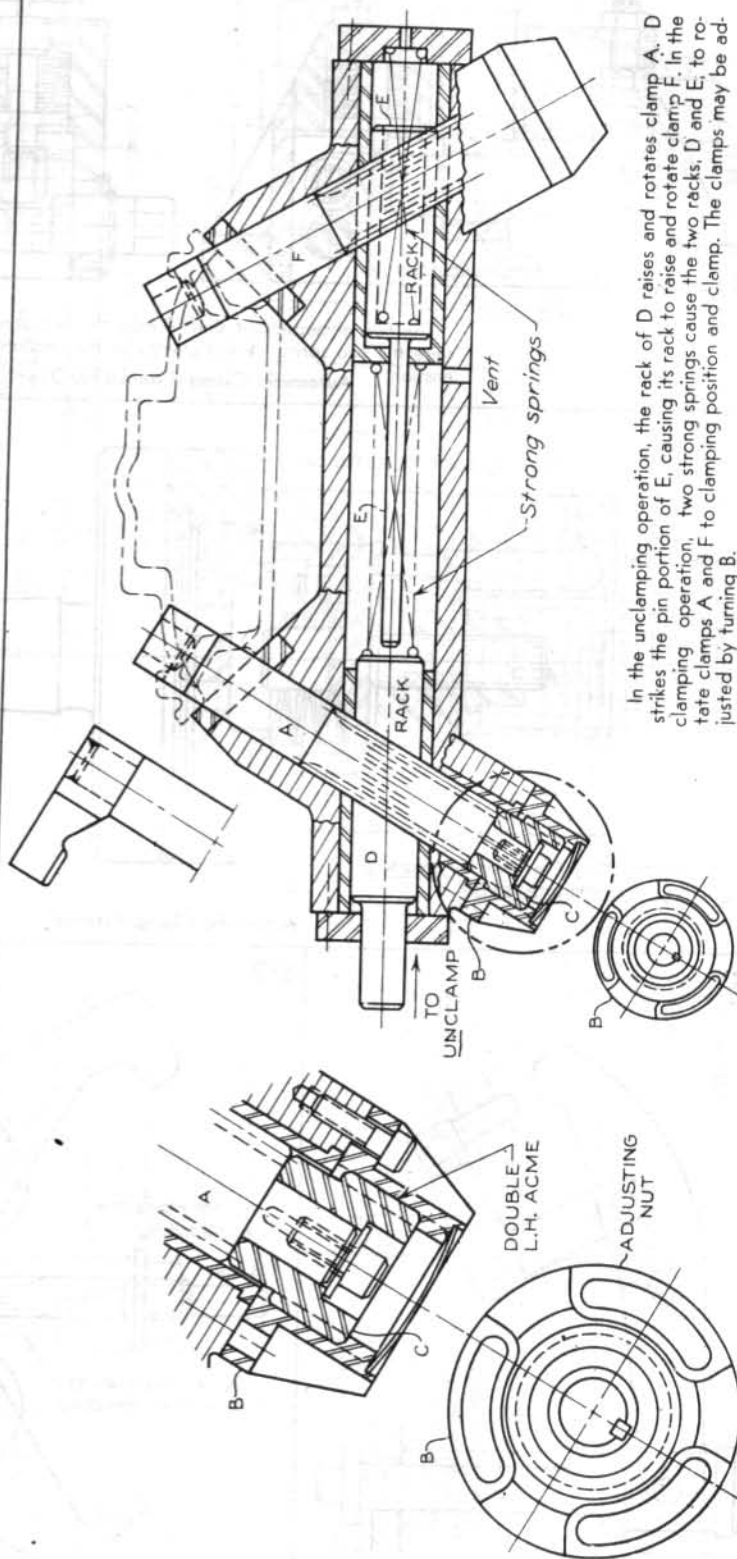 A
B
C
DOUBLE
L.H. ACME
B
ADJUSTING
NUT
TO
UNCLAMP
A
D
RACK
E
F
E
RACK
B
C
B
Vent
Strong springs
In the unclamping operation, the rack of D raises and rotates clamp A. D
strikes the pin portion of E, causing its rack to raise and rotate clamp F. In the
clamping operation, two strong springs cause the two racks, D and E, to ro-
tate clamps A and F to clamping position and clamp. The clamps may be ad-
justed by turning B.